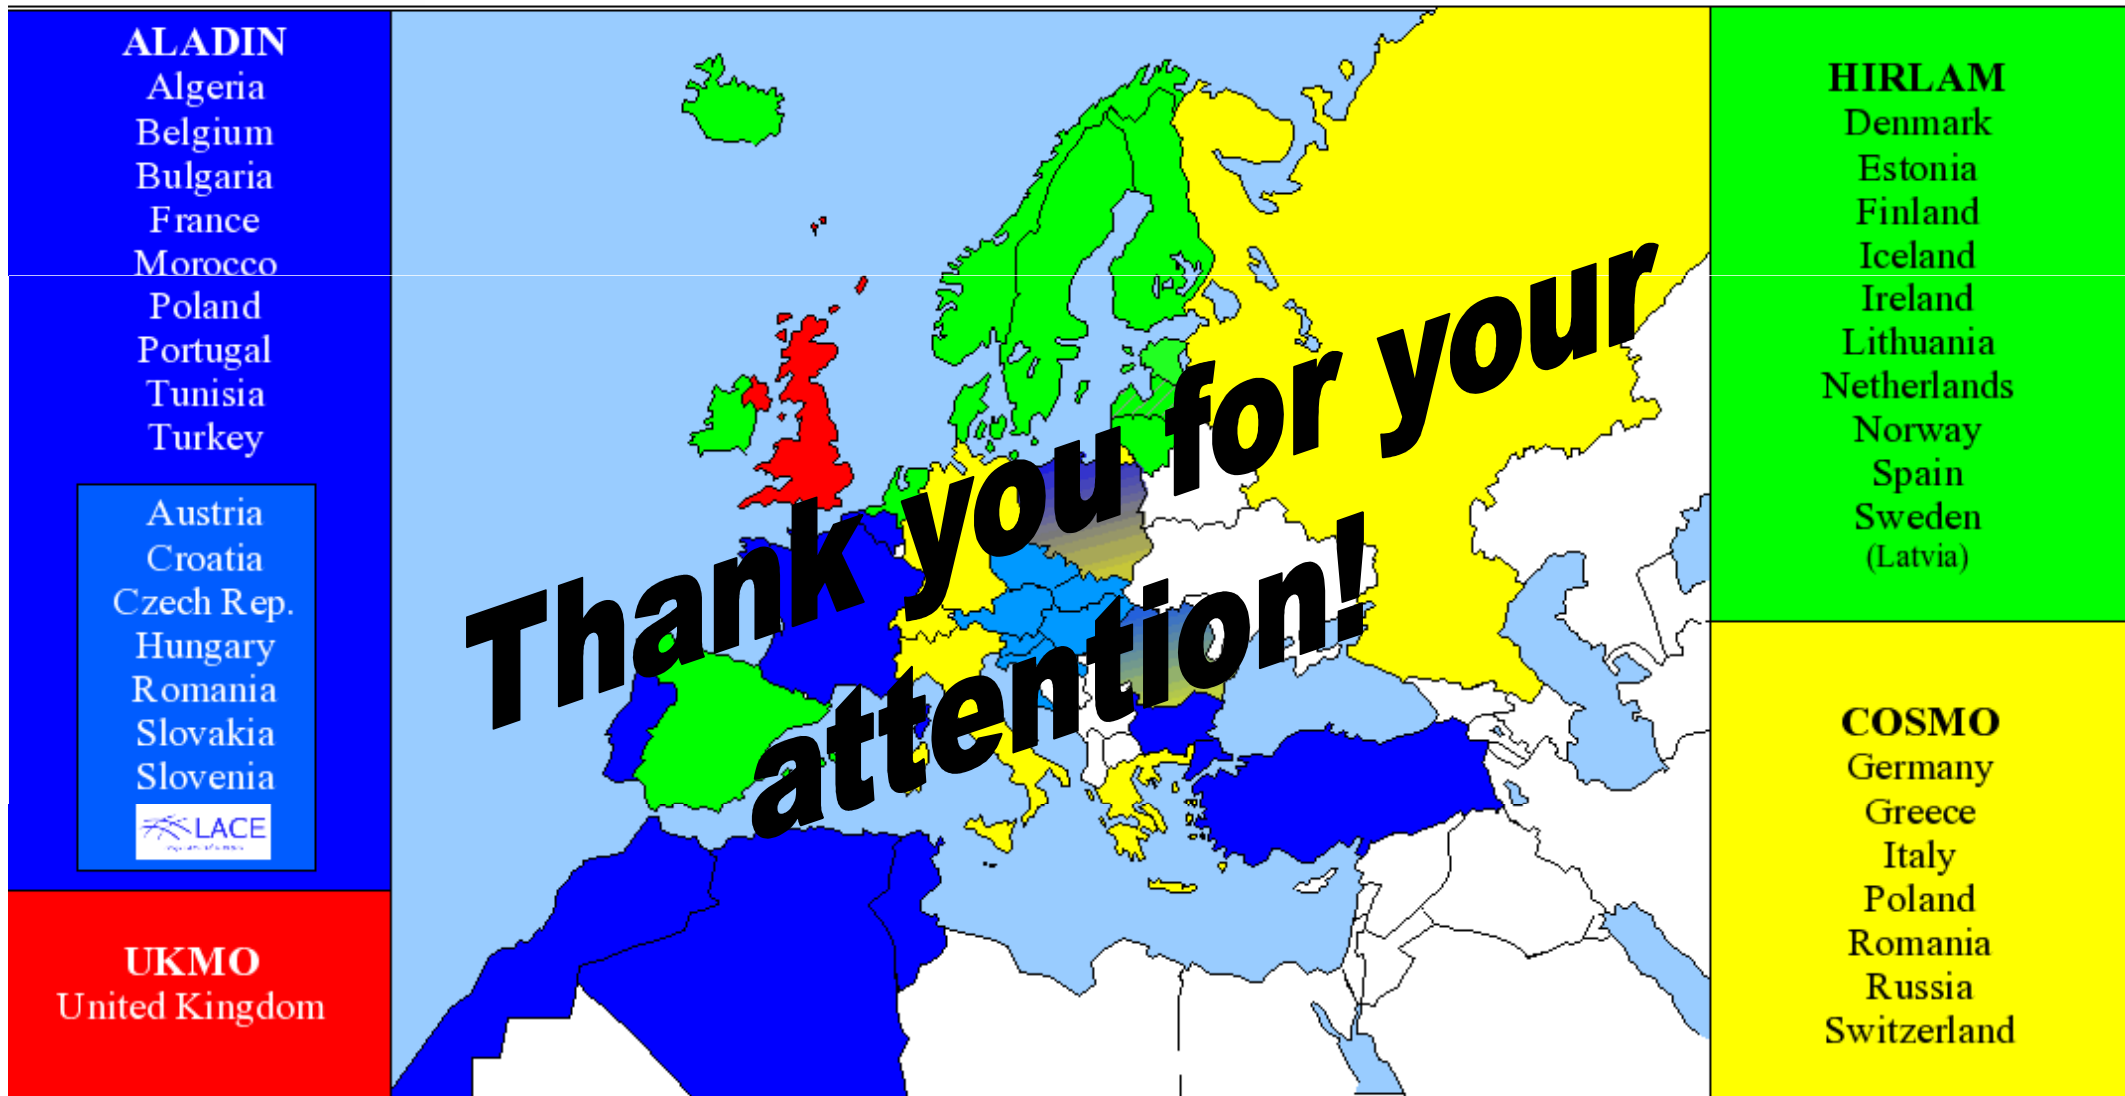 ALADIN
Algeria
Belgium
Bulgaria
France
Morocco
Poland
Portugal
Tunisia
Turkey
Austria
Croatia
Czech Rep.
Hungary
Romania
Slovakia
Slovenia
LACE
UKMO
United Kingdom
Thank you for your
attention!
HIRLAM
Denmark
Estonia
Finland
Iceland
Ireland
Lithuania
Netherlands
Norway
Spain
Sweden
(Latvia)
COSMO
Germany
Greece
Italy
Poland
Romania
Russia
Switzerland